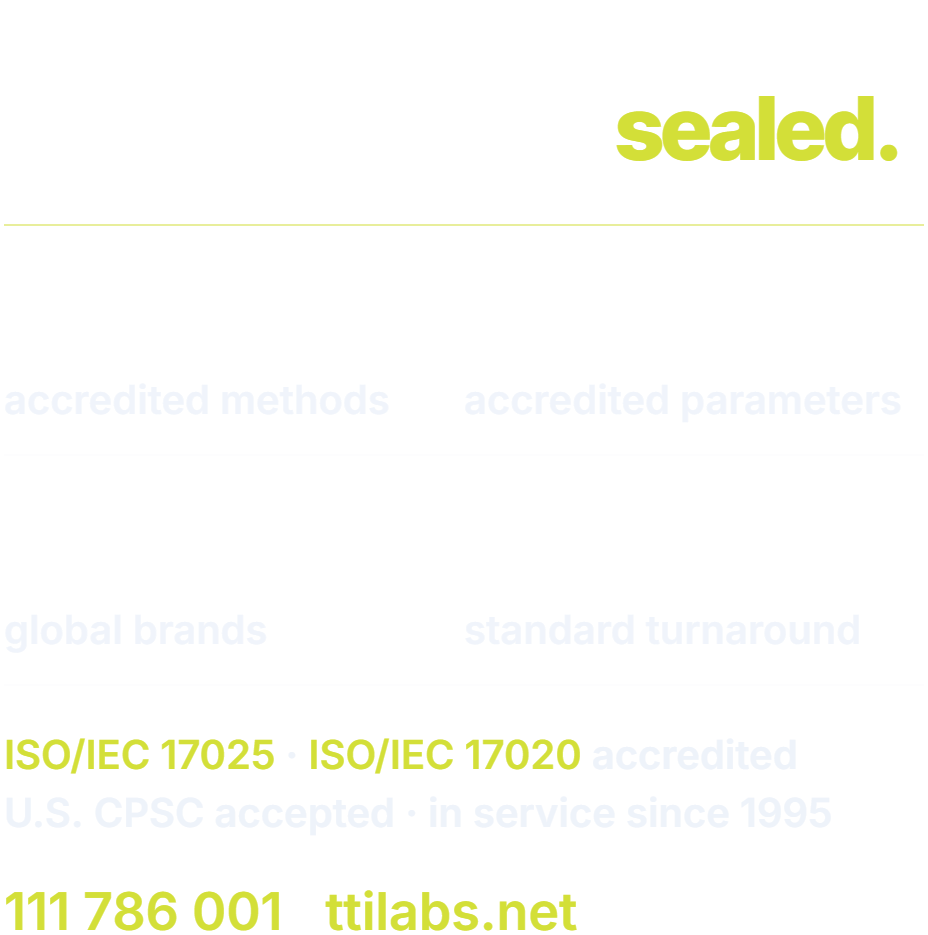 sealed.
accredited methods accredited parameters
global brands standard turnaround
ISO/IEC 17025 · ISO/IEC 17020 accredited
U.S. CPSC accepted · in service since 1995
111 786 001 ttilabs.net